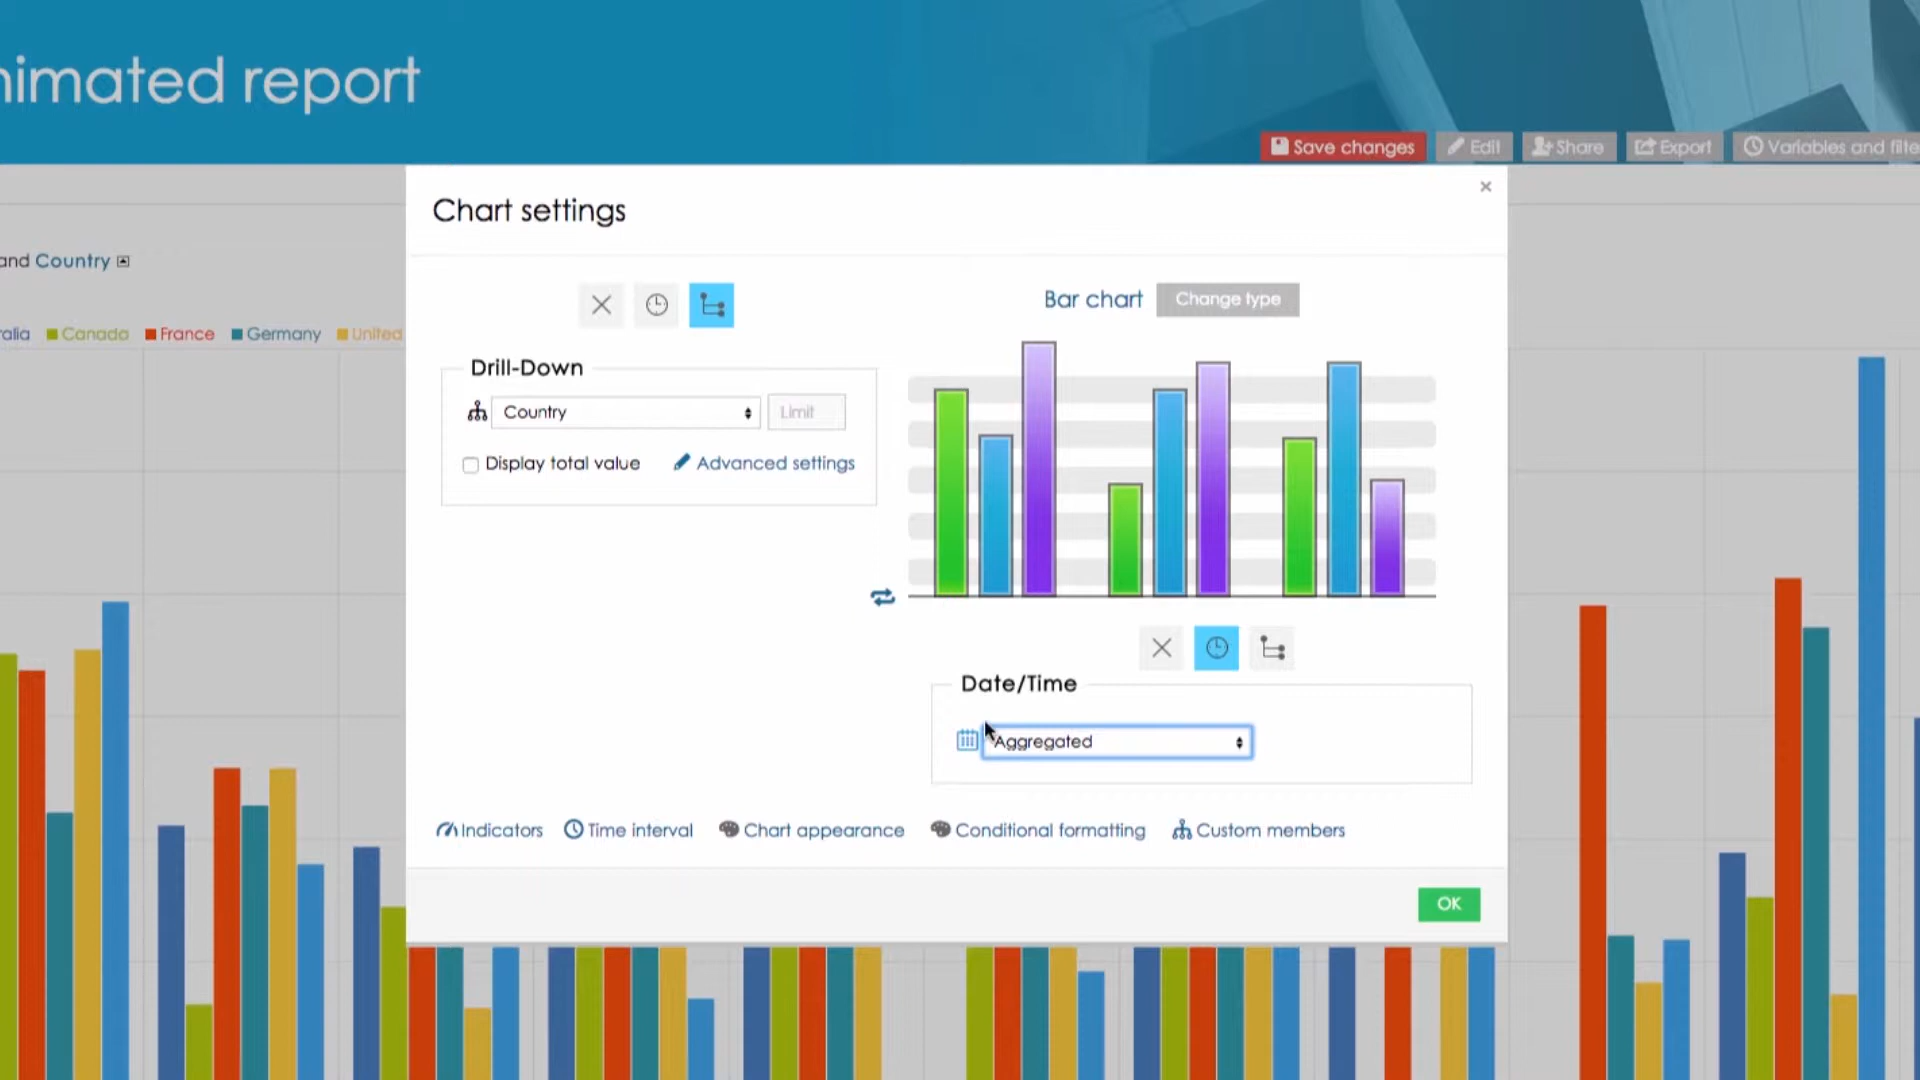 nimated report
Save changes Edit Share Export Variables and filte
Chart settings
×
and Country
Bar chart Change type
ralia Canada France Germany United
Drill-Down
Country Limit
Display total value Advanced settings
Date/Time
Aggregated
Indicators Time interval Chart appearance Conditional formatting Custom members
OK